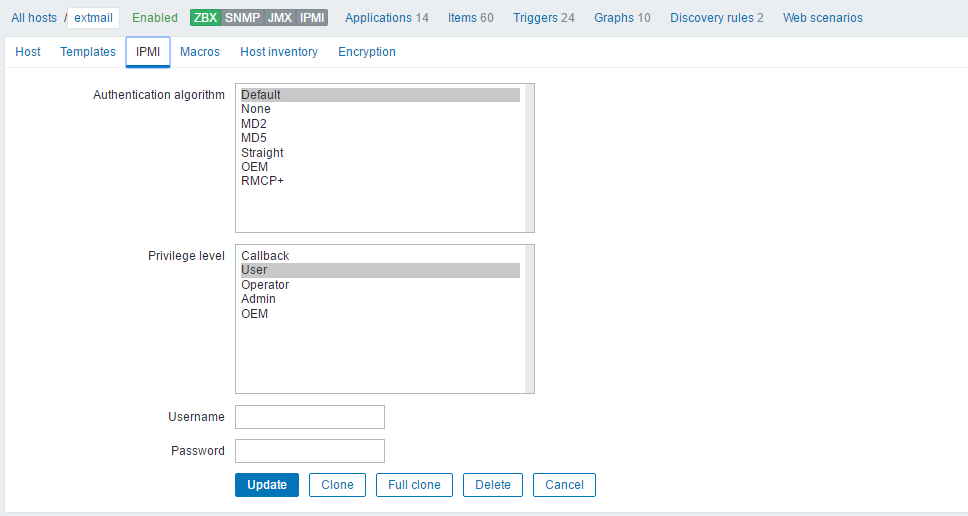 All hosts / extmail Enabled ZBX SNMP JMX IPMI Applications 14 Items 60 Triggers 24 Graphs 10 Discovery rules 2 Web scenarios
Host Templates IPMI Macros Host inventory Encryption
Authentication algorithm Default
None
MD2
MD5
Straight
OEM
RMCP+
Privilege level Callback
User
Operator
Admin
OEM
Username
Password
Update Clone Full clone Delete Cancel